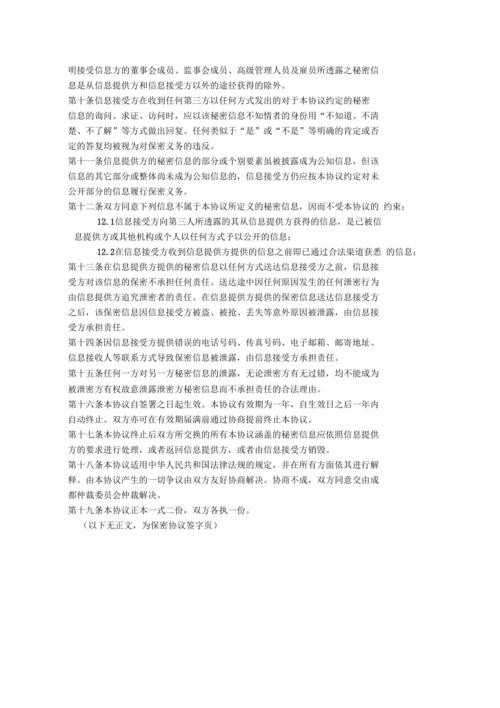 明接受信息方的董事会成员、监事会成员、高级管理人员及雇员所透露之秘密信
息是从信息提供方和信息接受方以外的途径获得的除外。
第十条信息接受方在收到任何第三方以任何方式发出的对于本协议约定的秘密
信息的询问、求证、访问时，应以该秘密信息不知情者的身份用“不知道、不清
楚、不了解”等方式做出回复。任何类似于“是”或“不是”等明确的肯定或否
定的答复均被视为对保密义务的违反。
第十一条信息提供方的秘密信息的部分或个别要素虽被披露成为公知信息，但该
信息的其它部分或整体尚未成为公知信息的，信息接受方仍应按本协议约定对未
公开部分的信息履行保密义务。
第十二条双方同意下列信息不属于本协议所定义的秘密信息，因而不受本协议的 约束：
12.1信息接受方向第三人所透露的其从信息提供方获得的信息，是已被信
息提供方或其他机构或个人以任何方式予以公开的信息；
12.2在信息接受方收到信息提供方提供的信息之前即已通过合法渠道获悉 的信息；
第十三条在信息提供方提供的秘密信息以任何方式送达信息接受方之前，信息接
受方对该信息的保密不承担任何责任。送达途中因任何原因发生的任何泄密行为
由信息提供方追究泄密者的责任。在信息提供方提供的保密信息送达信息接受方
之后，该保密信息因信息接受方被盗、被抢、丢失等意外原因被泄露，由信息接
受方承担责任。
第十四条因信息接受方提供错误的电话号码、传真号码、电子邮箱、邮寄地址、
信息接收人等联系方式导致保密信息被泄露，由信息接受方承担责任。
第十五条任何一方对另一方秘密信息的泄露，无论泄密方有无过错，均不能成为
被泄密方有权故意泄露泄密方秘密信息而不承担责任的合法理由。
第十六条本协议自签署之日起生效。本协议有效期为一年，自生效日之后一年内
自动终止。双方亦可在有效期届满前通过协商提前终止本协议。
第十七条本协议终止后双方所交换的所有本协议涵盖的秘密信息应依照信息提供
方的要求进行处理，或者返回信息提供方，或者由信息接受方销毁。
第十八条本协议适用中华人民共和国法律法规的规定，并在所有方面依其进行解
释。由本协议产生的一切争议由双方友好协商解决。协商不成，双方同意交由成
都仲裁委员会仲裁解决。
第十九条本协议正本一式二份，双方各执一份。
（以下无正文，为保密协议签字页）